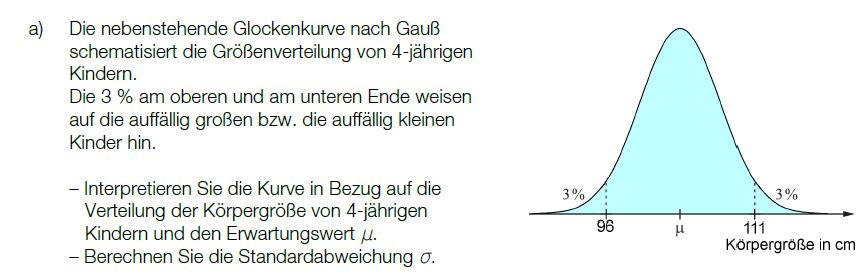 a) Die nebenstehende Glockenkurve nach Gauß
schematisiert die Größenverteilung von 4-jährigen
Kindern.
Die 3 % am oberen und am unteren Ende weisen
auf die auffällig großen bzw. die auffällig kleinen
Kinder hin.
– Interpretieren Sie die Kurve in Bezug auf die
Verteilung der Körpergröße von 4-jährigen
Kindern und den Erwartungswert μ.
– Berechnen Sie die Standardabweichung σ.
3% 3%
96 μ 111
Körpergröße in cm